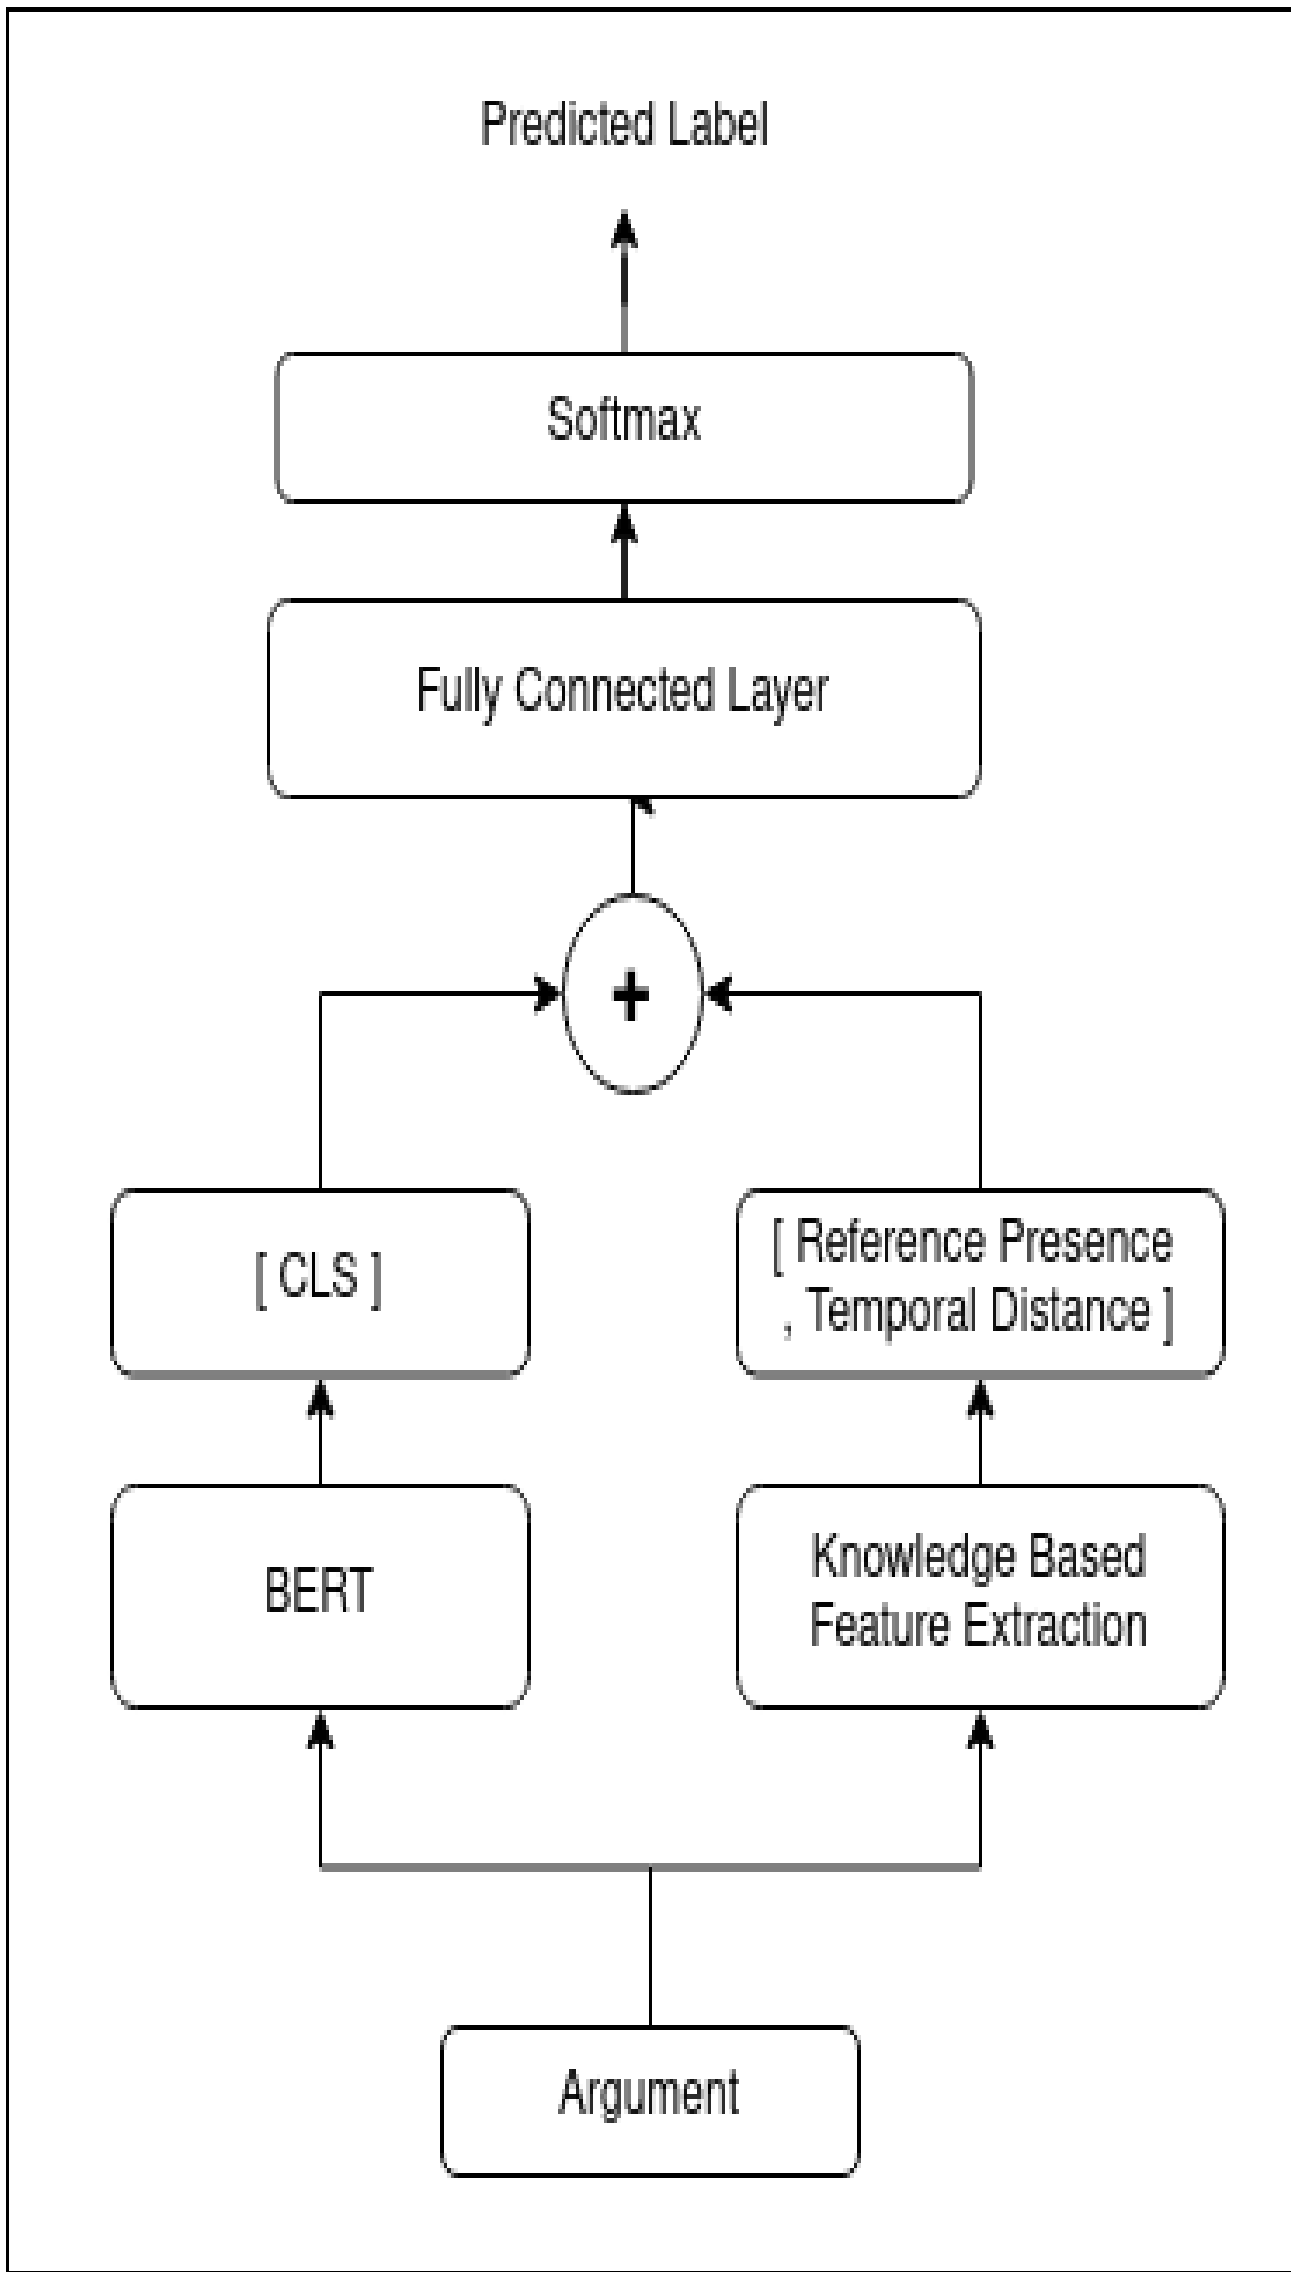 Predicted Label
Softmax
Fully Connected Layer
+
[ CLS ]
[ Reference Presence
, Temporal Distance ]
BERT
Knowledge Based
Feature Extraction
Argument